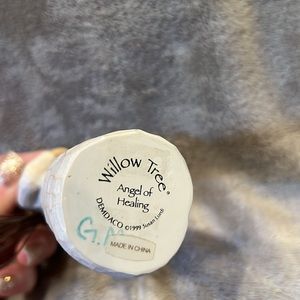 Willow Tree®
Angel of
Healing
DEMDACO ©1999 Susan Lordi
G.M
MADE IN CHINA